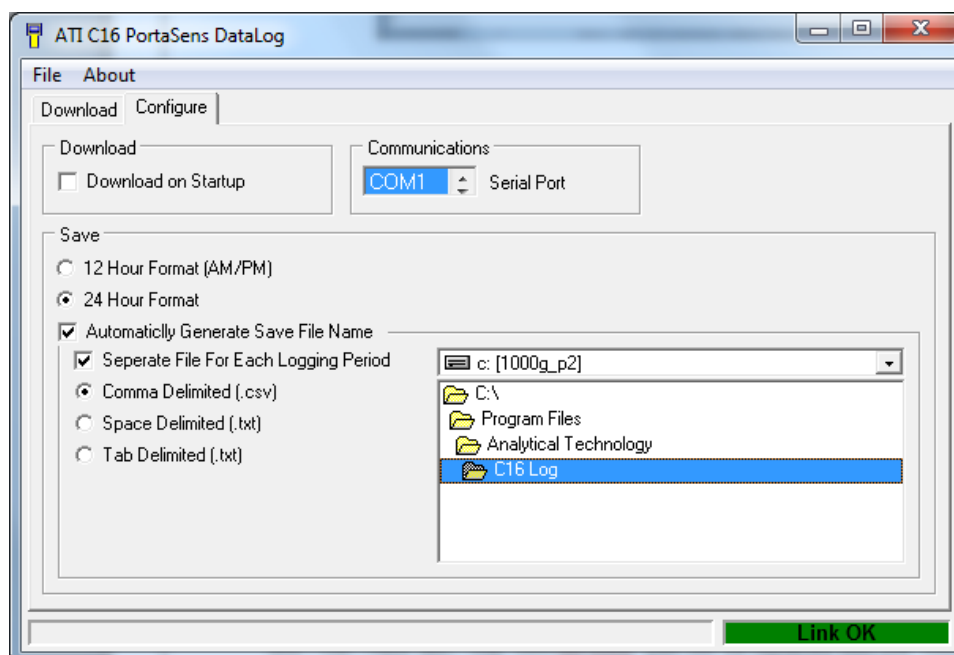 ATI C16 PortaSens DataLog
File About
Download Configure
Download
Download on Startup
Communications
COM1 Serial Port
Save
12 Hour Format (AM/PM)
24 Hour Format
Automaticlly Generate Save File Name
Seperate File For Each Logging Period
Comma Delimited (.csv)
Space Delimited (.txt)
Tab Delimited (.txt)
c: [1000g_p2]
C:\
Program Files
Analytical Technology
C16 Log
Link OK